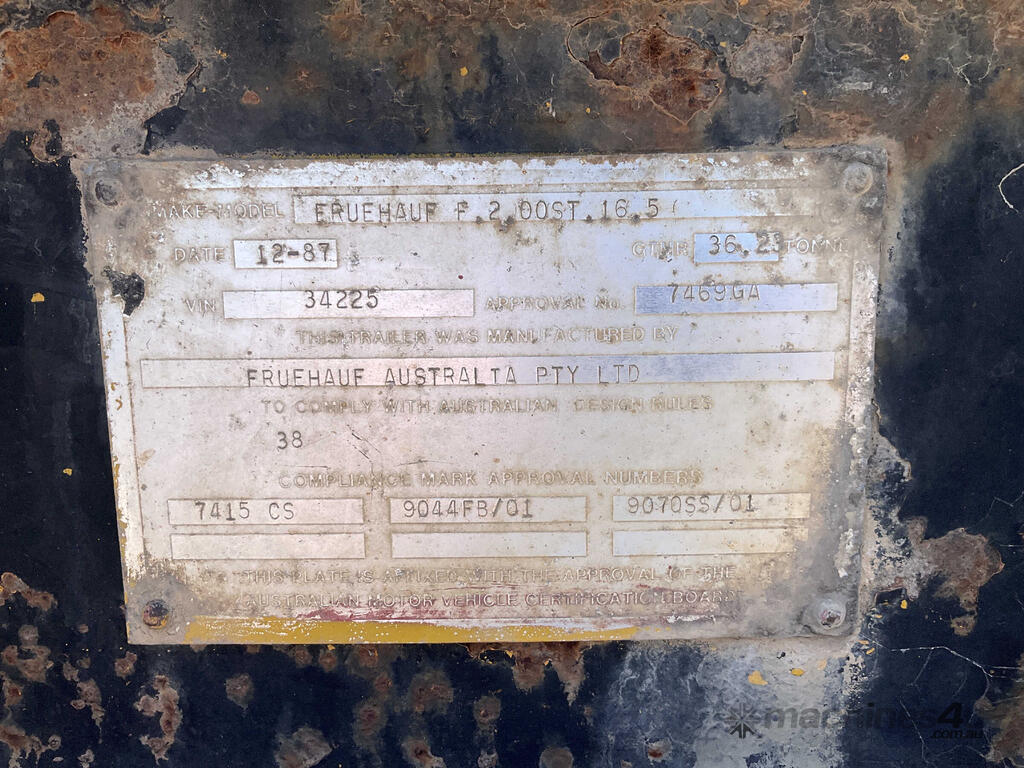 MAKE-MODEL FRUEHAUF F.2.OOST.16.5
DATE 12-87 GTMR 36.2 TONNE
VIN 34225 APPROVAL No. 7469.GA
THIS TRAILER WAS MANUFACTURED BY
FRUEHAUF AUSTRALIA PTY LTD
TO COMPLY WITH AUSTRALIAN DESIGN RULES
38
COMPLIANCE MARK APPROVAL NUMBERS
7415 CS 9044FB/01 9070SS/01
THIS PLATE IS AFFIXED WITH THE APPROVAL OF THE
AUSTRALIAN MOTOR VEHICLE CERTIFICATION BOARD
machines4u
.com.au